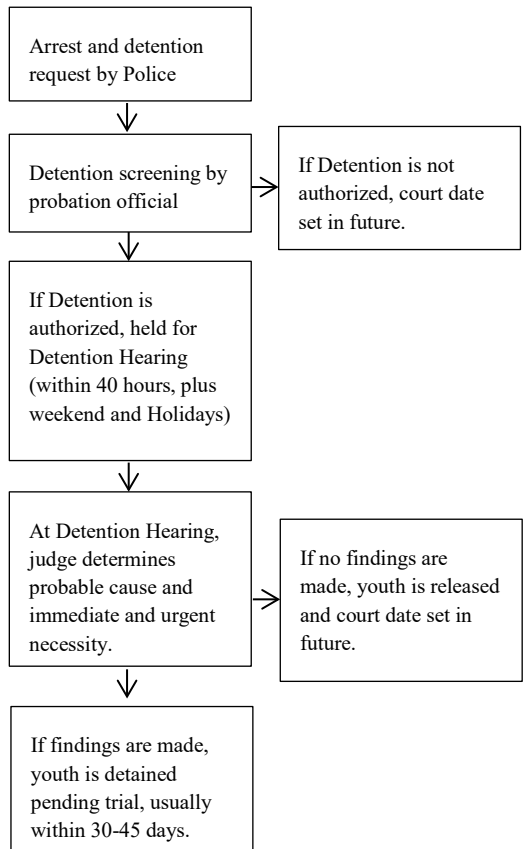 Arrest and detention
request by Police
Detention screening by
probation official
If Detention is not
authorized, court date
set in future.
If Detention is
authorized, held for
Detention Hearing
(within 40 hours, plus
weekend and Holidays)
At Detention Hearing,
judge determines
probable cause and
immediate and urgent
necessity.
If no findings are
made, youth is released
and court date set in
future.
If findings are made,
youth is detained
pending trial, usually
within 30-45 days.